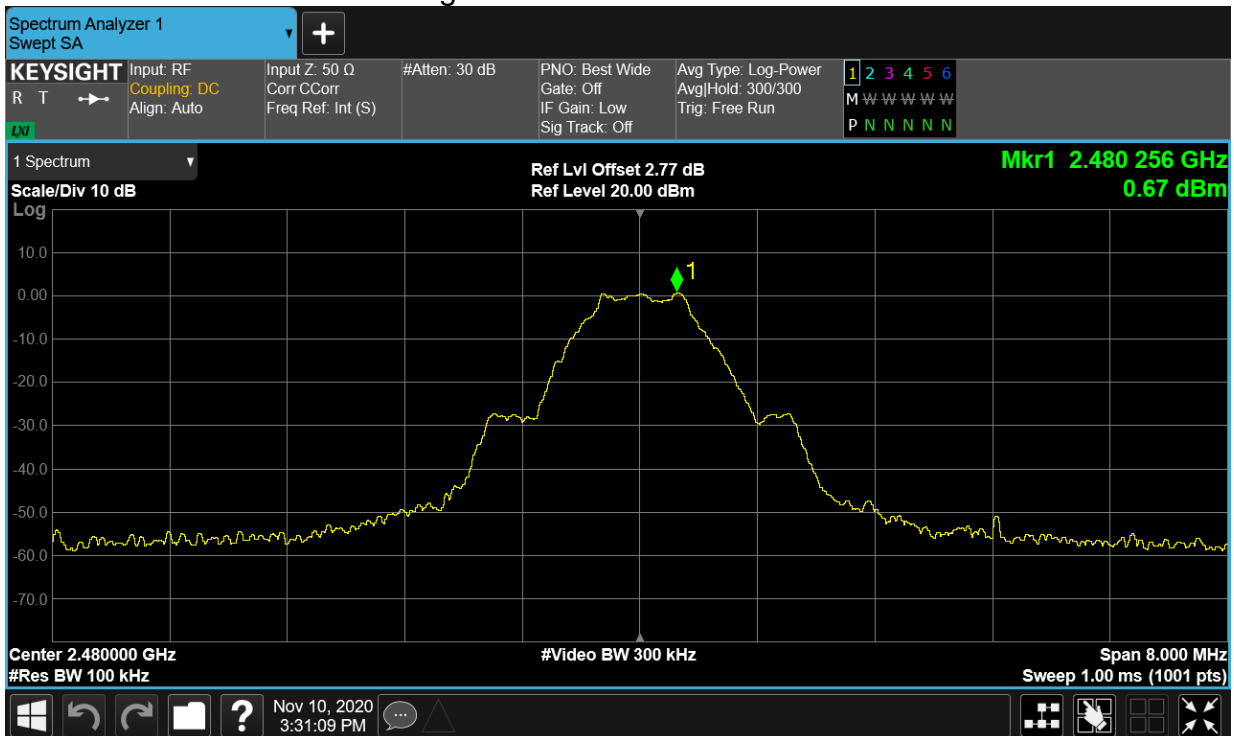 Spectrum Analyzer 1
Swept SA
+
KEYSIGHT
R T
LXI
Input: RF
Coupling: DC
Align: Auto
Input Z: 50 Ω
Corr CCorr
Freq Ref: Int (S)
#Atten: 30 dB
PNO: Best Wide
Gate: Off
IF Gain: Low
Sig Track: Off
Avg Type: Log-Power
Avg|Hold: 300/300
Trig: Free Run
1 2 3 4 5 6
M W W W W W
P N N N N N
1 Spectrum
Scale/Div 10 dB
Log
Ref Lvl Offset 2.77 dB
Ref Level 20.00 dBm
Mkr1 2.480 256 GHz
0.67 dBm
1
10.0
0.00
-10.0
-20.0
-30.0
-40.0
-50.0
-60.0
-70.0
Center 2.480000 GHz
#Res BW 100 kHz
#Video BW 300 kHz
Span 8.000 MHz
Sweep 1.00 ms (1001 pts)
?
Nov 10, 2020
3:31:09 PM